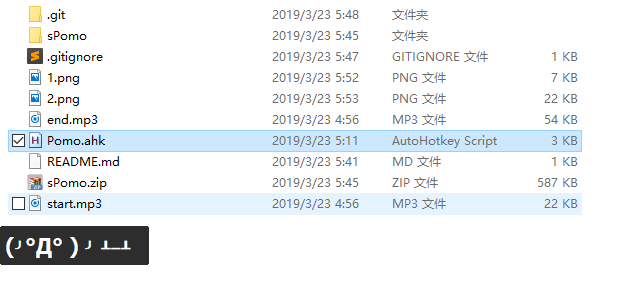 .git 2019/3/23 5:48 文件夹
sPomo 2019/3/23 5:45 文件夹
.gitignore 2019/3/23 5:47 GITIGNORE 文件 1 KB
1.png 2019/3/23 5:52 PNG 文件 7 KB
2.png 2019/3/23 5:53 PNG 文件 22 KB
end.mp3 2019/3/23 4:56 MP3 文件 54 KB
Pomo.ahk 2019/3/23 5:11 AutoHotkey Script 3 KB
README.md 2019/3/23 5:41 MD 文件 1 KB
sPomo.zip 2019/3/23 5:45 ZIP 文件 587 KB
start.mp3 2019/3/23 4:56 MP3 文件 22 KB
(╯°Д° )╯ ┻━┻